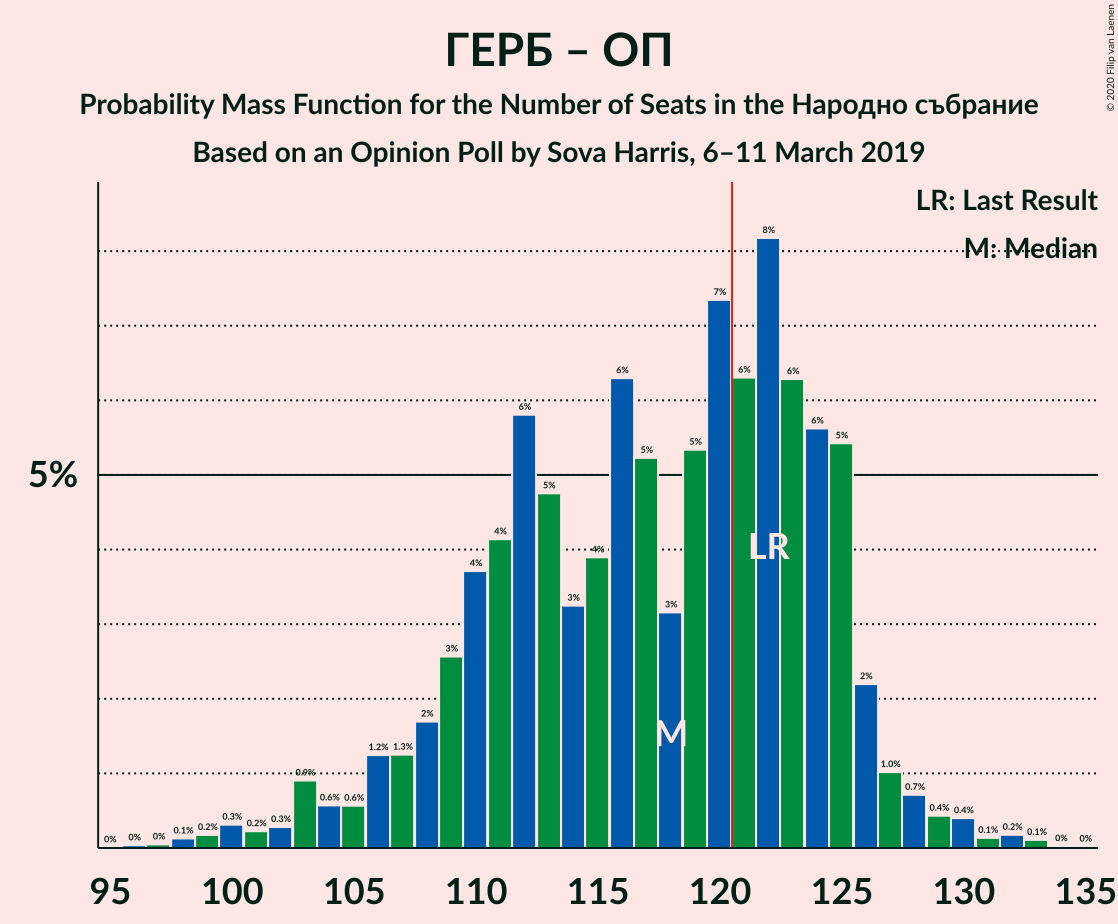 ГЕРБ – ОП
Probability Mass Function for the Number of Seats in the Народно събрание
Based on an Opinion Poll by Sova Harris, 6–11 March 2019
© 2020 Filip van Laenen
LR: Last Result
M: Median
5%
0% 0% 0% 0.1% 0.2% 0.3% 0.2% 0.3% 0.9% 0.6% 0.6% 1.2% 1.3% 2% 3% 4% 4% 6% 5% 3% 4% 6% 5% 3% 5% 7% 6% 8% 6% 6% 5% 2% 1.0% 0.7% 0.4% 0.4% 0.1% 0.2% 0.1% 0% 0%
LR
M
95 100 105 110 115 120 125 130 135